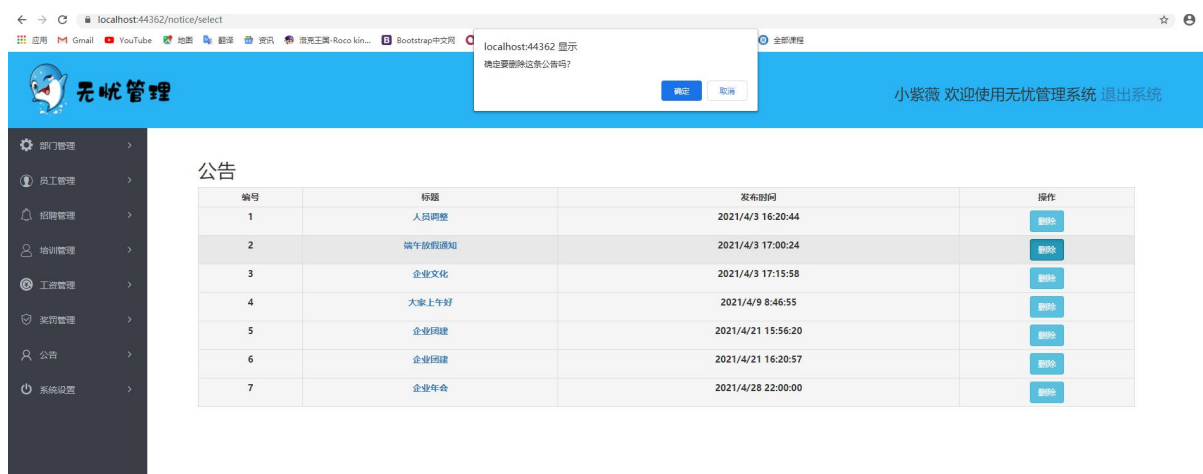 localhost:44362/notice/select
应用 Gmail YouTube 地图 翻译 资讯 洛克王国-Roco kin... Bootstrap中文网 全部课程
localhost:44362 显示
确定要删除这条公告吗?
确定 取消
无忧管理
小紫薇 欢迎使用无忧管理系统 退出系统
部门管理
员工管理
招聘管理
培训管理
工资管理
奖罚管理
公告
系统设置
公告
编号 标题 发布时间 操作
1 人员调整 2021/4/3 16:20:44 删除
2 端午放假通知 2021/4/3 17:00:24 删除
3 企业文化 2021/4/3 17:15:58 删除
4 大家上午好 2021/4/9 8:46:55 删除
5 企业团建 2021/4/21 15:56:20 删除
6 企业团建 2021/4/21 16:20:57 删除
7 企业年会 2021/4/28 22:00:00 删除